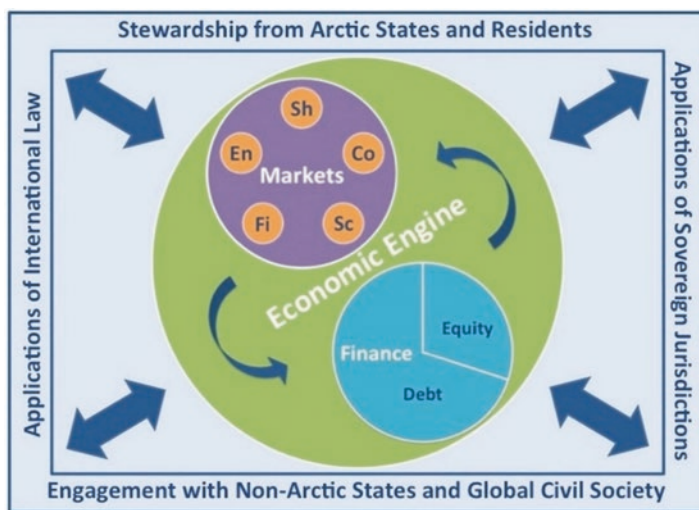 Stewardship from Arctic States and Residents
Applications of International Law
Applications of Sovereign Jurisdictions
Sh
En
Co
Markets
Fi
Sc
Economic Engine
Equity
Finance
Debt
Engagement with Non-Arctic States and Global Civil Society